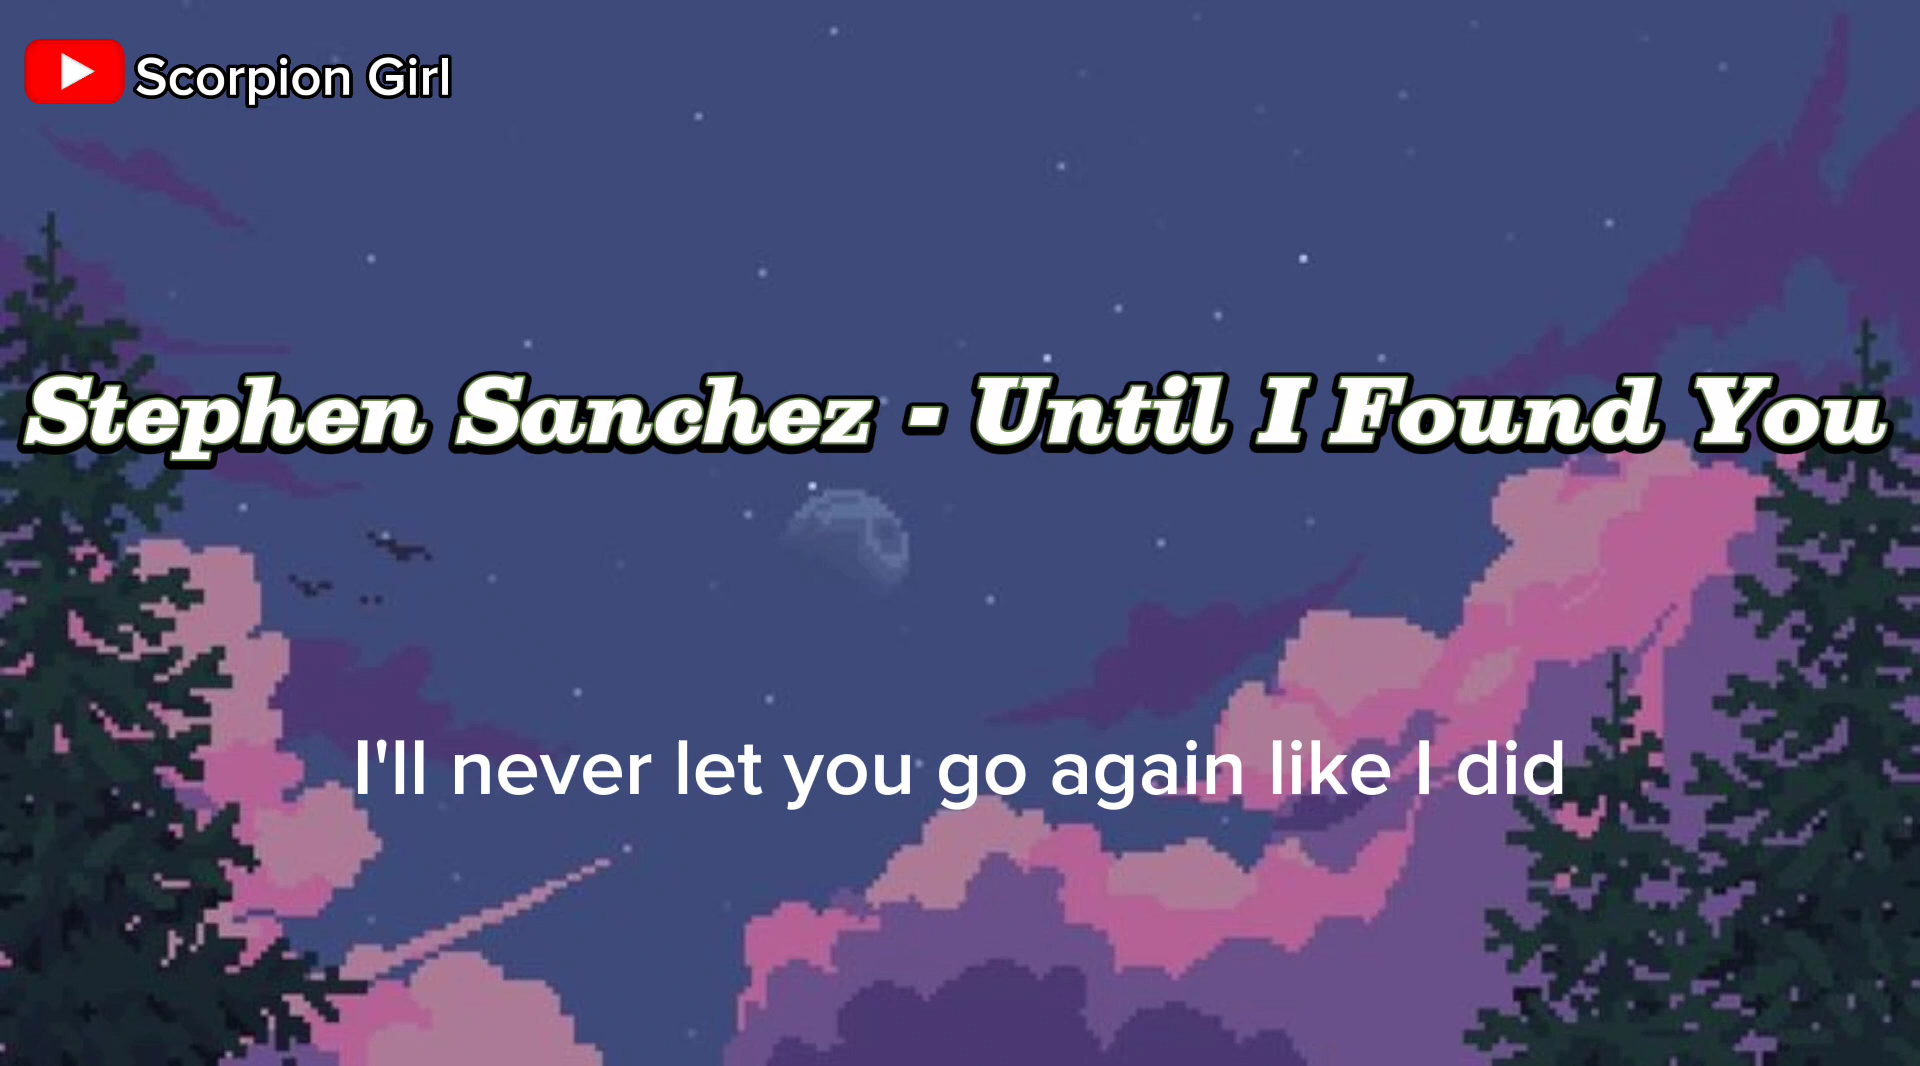 Scorpion Girl
Stephen Sanchez - Until I Found You
I'll never let you go again like I did